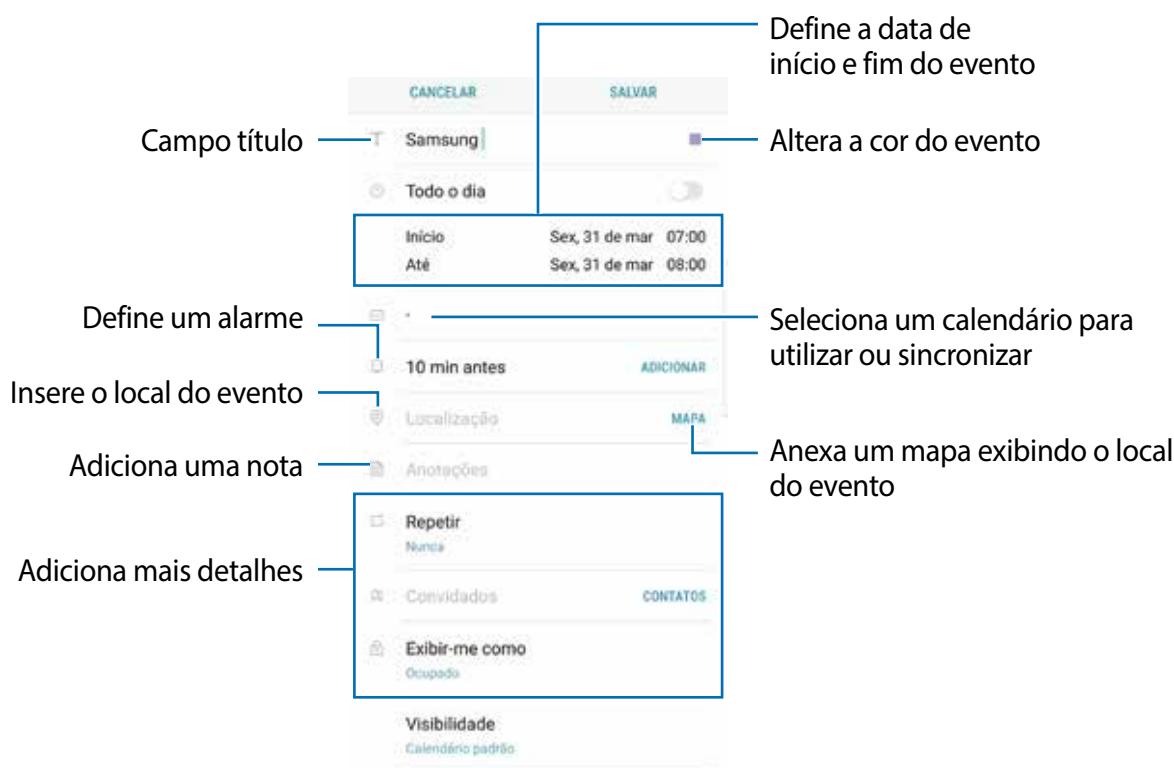 Define a data de
início e fim do evento
CANCELAR SALVAR
Campo título
Samsung
Altera a cor do evento
Todo o dia
Início Sex, 31 de mar 07:00
Até Sex, 31 de mar 08:00
Define um alarme
Seleciona um calendário para
utilizar ou sincronizar
10 min antes ADICIONAR
Insere o local do evento
Localização MAPA
Anexa um mapa exibindo o local
do evento
Adiciona uma nota
Anotações
Repetir
Nunca
Adiciona mais detalhes
Convidados CONTATOS
Exibir-me como
Ocupado
Visibilidade
Calendário padrão